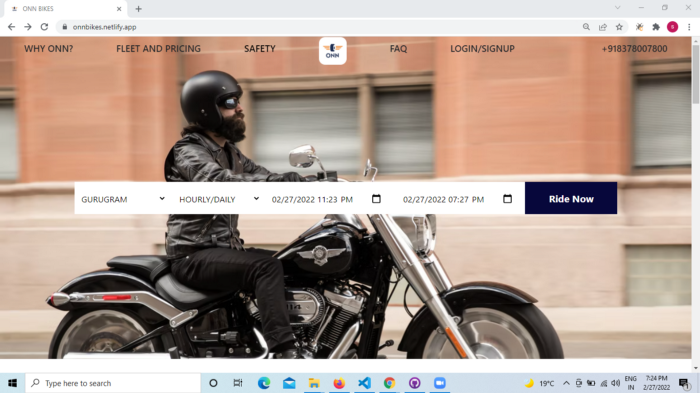 ONN BIKES
onnbikes.netlify.app
WHY ONN?
FLEET AND PRICING
SAFETY
ONN
FAQ
LOGIN/SIGNUP
+918378007800
GURUGRAM
HOURLY/DAILY
02/27/2022 11:23 PM
02/27/2022 07:27 PM
Ride Now
Type here to search
19°C
ENG
IN
7:24 PM
2/27/2022